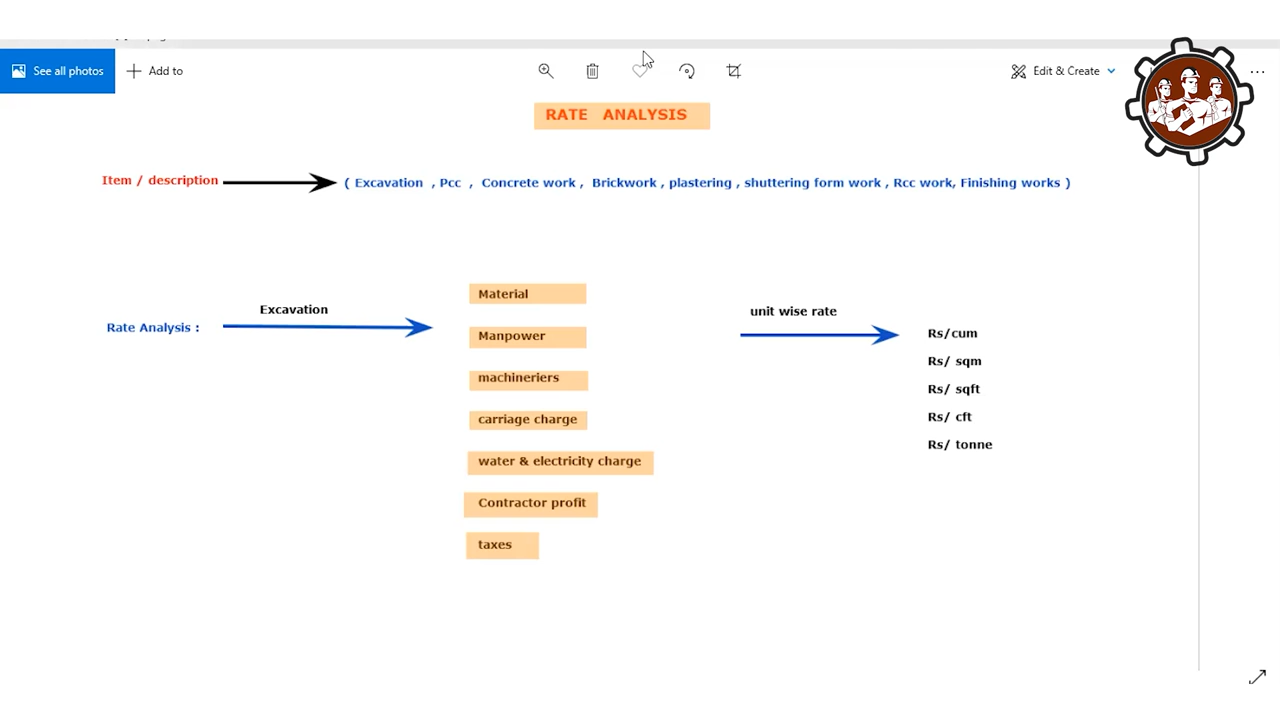 See all photos
Add to
Edit & Create
RATE ANALYSIS
Item / description
( Excavation , Pcc , Concrete work , Brickwork , plastering , shuttering form work , Rcc work, Finishing works )
Rate Analysis :
Excavation
Material
Manpower
machineriers
carriage charge
water & electricity charge
Contractor profit
taxes
unit wise rate
Rs/cum
Rs/ sqm
Rs/ sqft
Rs/ cft
Rs/ tonne